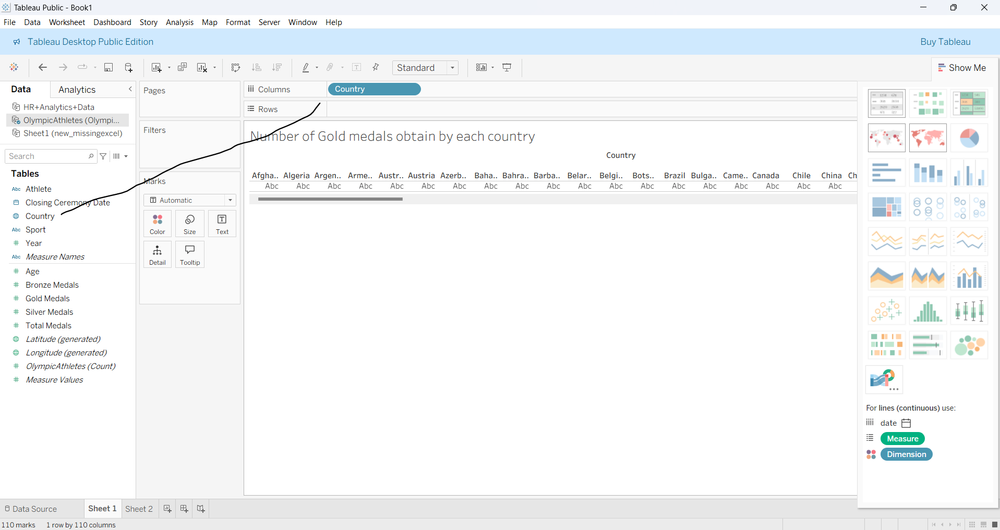 Tableau Public - Book1
File Data Worksheet Dashboard Story Analysis Map Format Server Window Help
Tableau Desktop Public Edition
Buy Tableau
Standard
Show Me
Data
Analytics
HR+Analytics+Data
OlympicAthletes (Olympi...
Sheet1 (new_missingexcel)
Search
Tables
Abc Athlete
Closing Ceremony Date
Country
Abc Sport
# Year
Abc Measure Names
# Age
# Bronze Medals
# Gold Medals
# Silver Medals
# Total Medals
Latitude (generated)
Longitude (generated)
# OlympicAthletes (Count)
# Measure Values
Pages
Filters
Marks
Automatic
Color
Size
Text
Detail
Tooltip
Columns
Country
Rows
Number of Gold medals obtain by each country
Country
Afgha.. Algeria Argen.. Arme.. Austr.. Austria Azerb.. Baha.. Bahra.. Barba.. Belar.. Belgi.. Bots.. Brazil Bulga.. Came.. Canada Chile China Ch
Abc Abc Abc Abc Abc Abc Abc Abc Abc Abc Abc Abc Abc Abc Abc Abc Abc Abc Abc
For lines (continuous) use:
date
Measure
Dimension
Data Source
Sheet 1
Sheet 2
110 marks
1 row by 110 columns